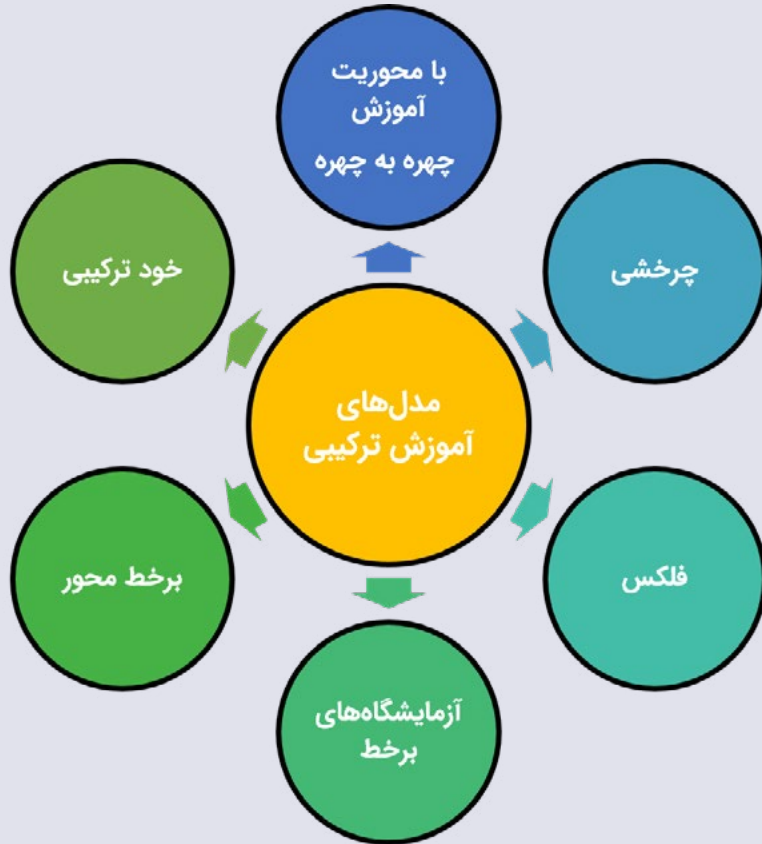 با محوریت
آموزش
چهره به چهره
چرخشی
خود ترکیبی
مدل‌های
آموزش ترکیبی
فلکس
برخط محور
آزمایشگاه‌های
برخط